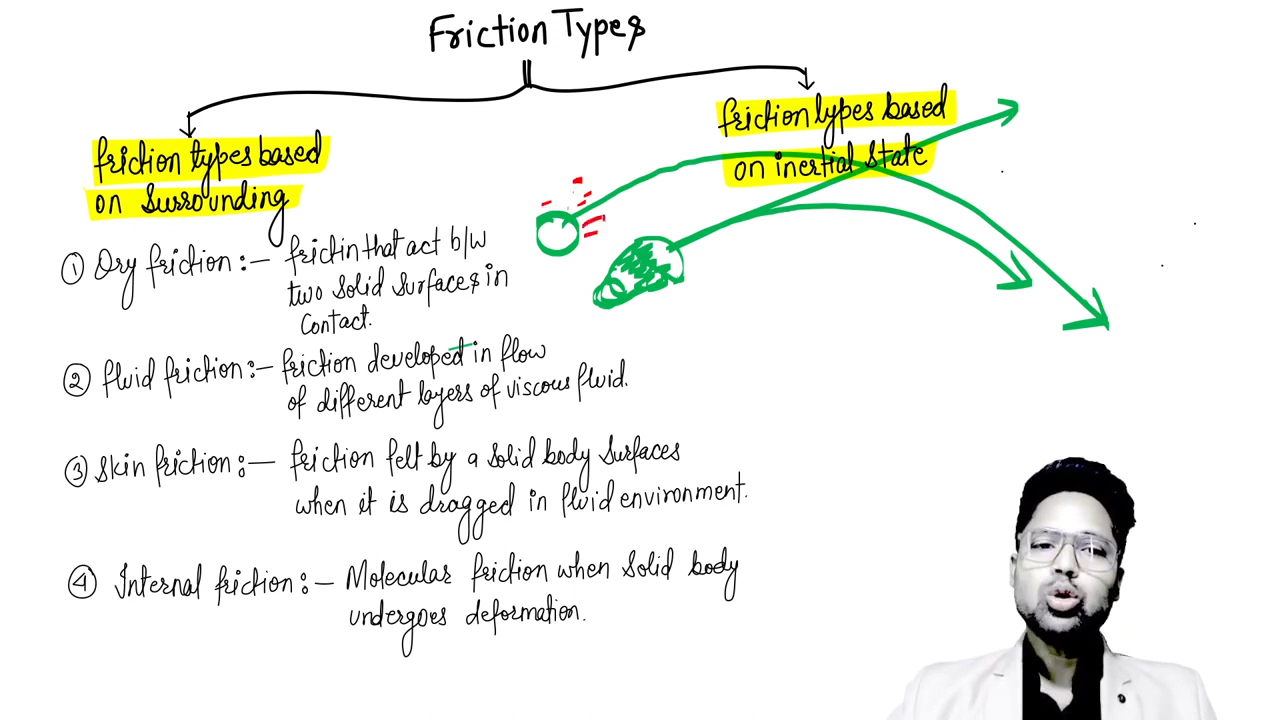 Friction Types
friction types based
on surrounding
friction types based
on inertial state
① Dry friction :- frictin that act b/w
two solid surfaces in
Contact.
② fluid friction :- friction developed in flow
of different layers of viscous fluid.
③ Skin friction :- friction felt by a solid body surfaces
when it is dragged in fluid environment.
④ Internal friction :- Molecular friction when solid body
undergoes deformation.